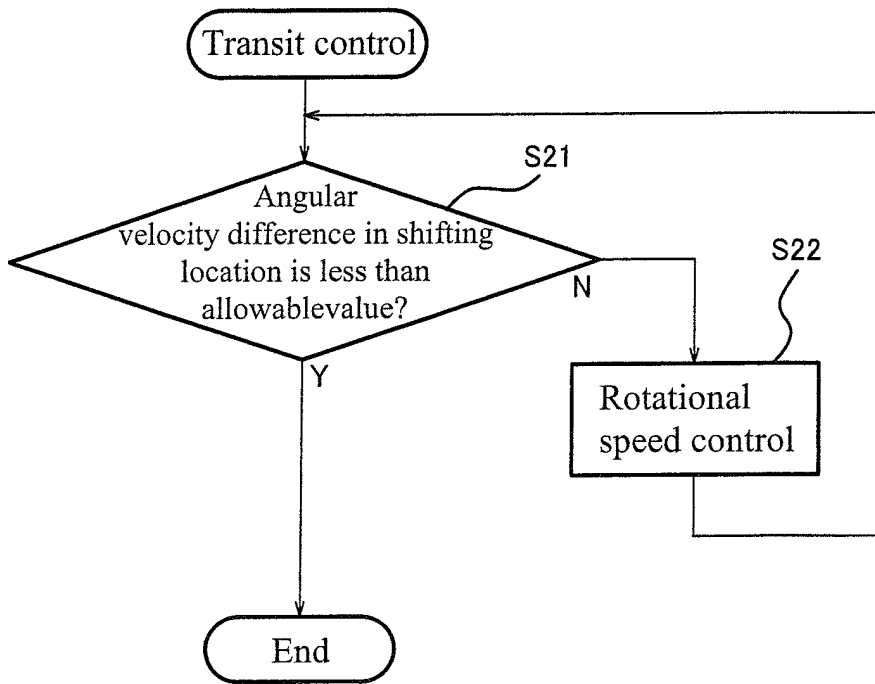 Transit control
S21
Angular
velocity difference in shifting
location is less than
allowablevalue?
N
S22
Y
Rotational
speed control
End